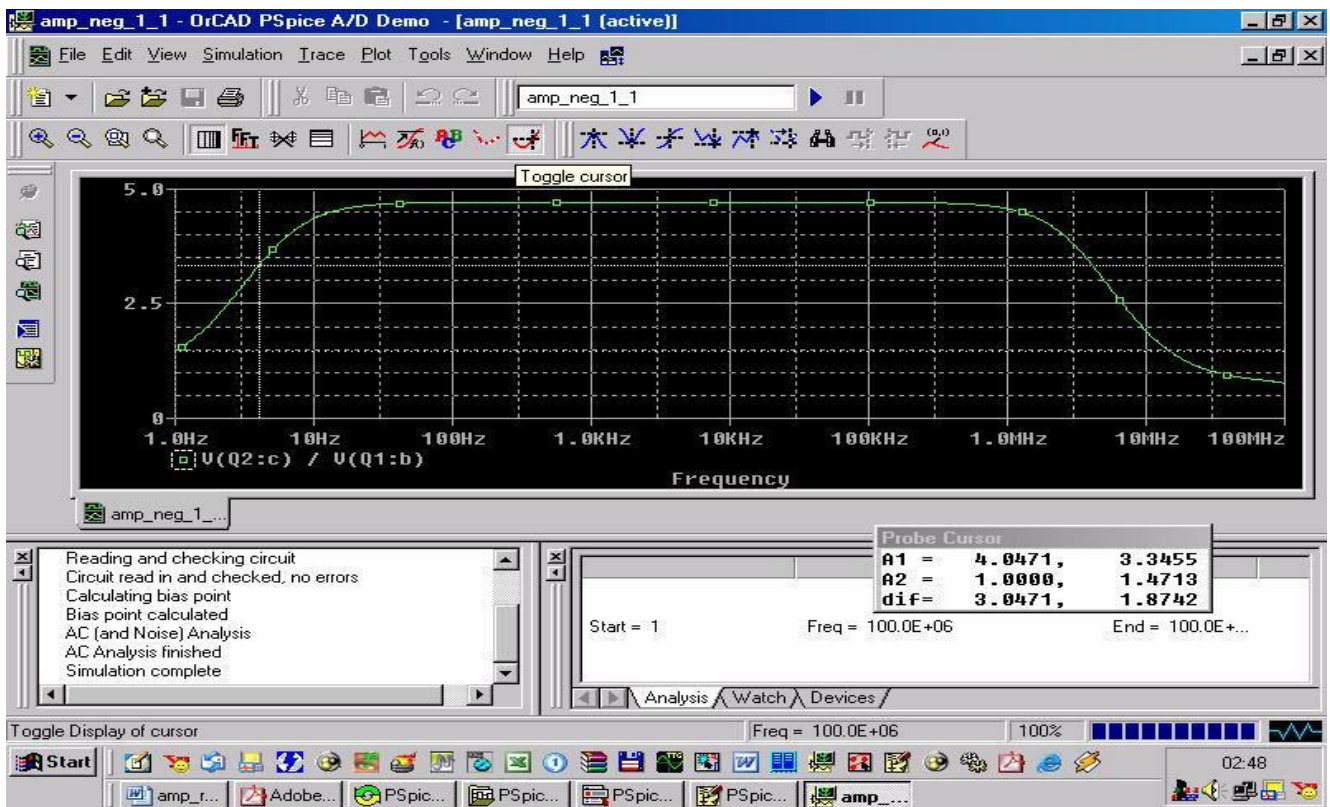 amp_neg_1_1 - OrCAD PSpice A/D Demo - [amp_neg_1_1 (active)]
File Edit View Simulation Trace Plot Tools Window Help
amp_neg_1_1
FFT
Toggle cursor
5.0
2.5
0
1.0Hz 10Hz 100Hz 1.0KHz 10KHz 100KHz 1.0MHz 10MHz 100MHz
V(Q2:c) / V(Q1:b)
Frequency
amp_neg_1_...
Reading and checking circuit
Circuit read in and checked, no errors
Calculating bias point
Bias point calculated
AC (and Noise) Analysis
AC Analysis finished
Simulation complete
Probe Cursor
A1 = 4.0471, 3.3455
A2 = 1.0000, 1.4713
dif= 3.0471, 1.8742
Start = 1 Freq = 100.0E+06 End = 100.0E+...
Analysis Watch Devices
Toggle Display of cursor Freq = 100.0E+06 100%
Start 02:48
amp_r... Adobe... PSpic... PSpic... PSpic... PSpic... amp_...